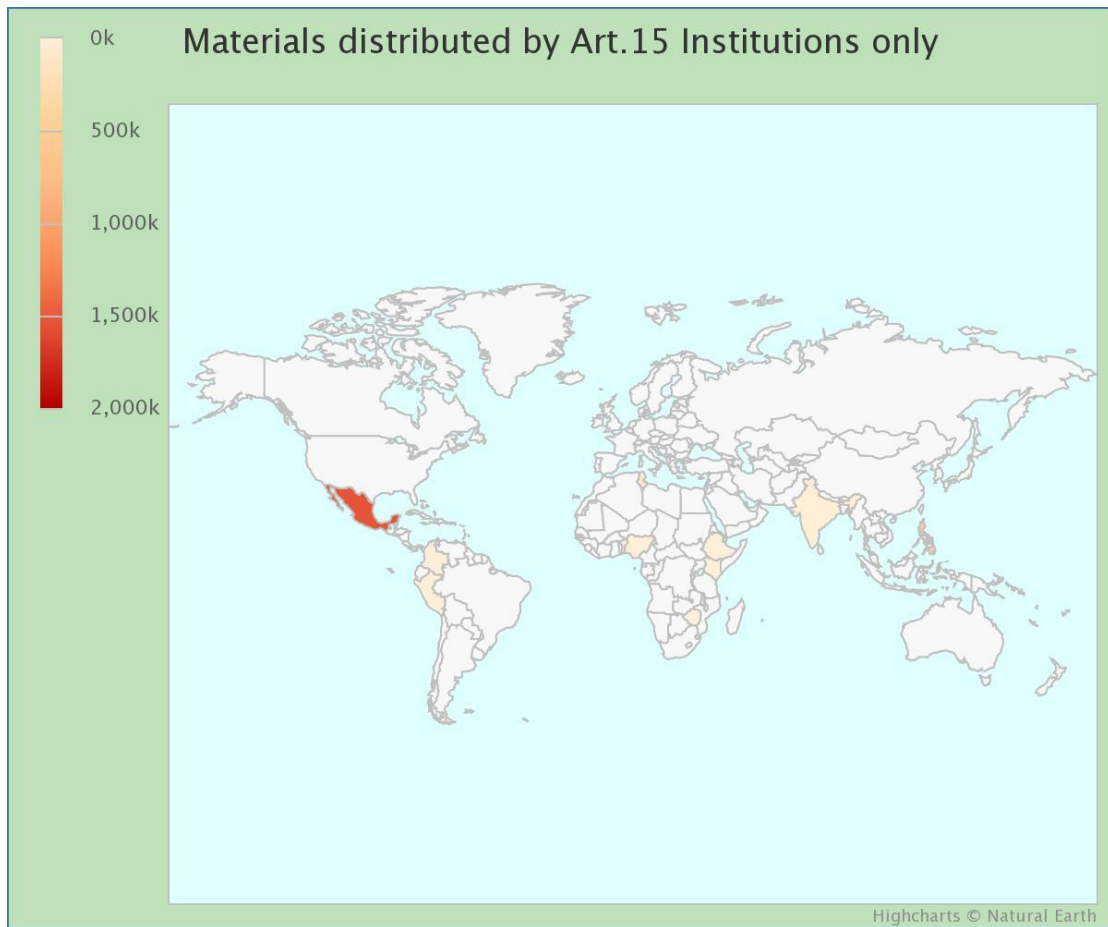 Materials distributed by Art.15 Institutions only
0k
500k
1,000k
1,500k
2,000k
Highcharts © Natural Earth